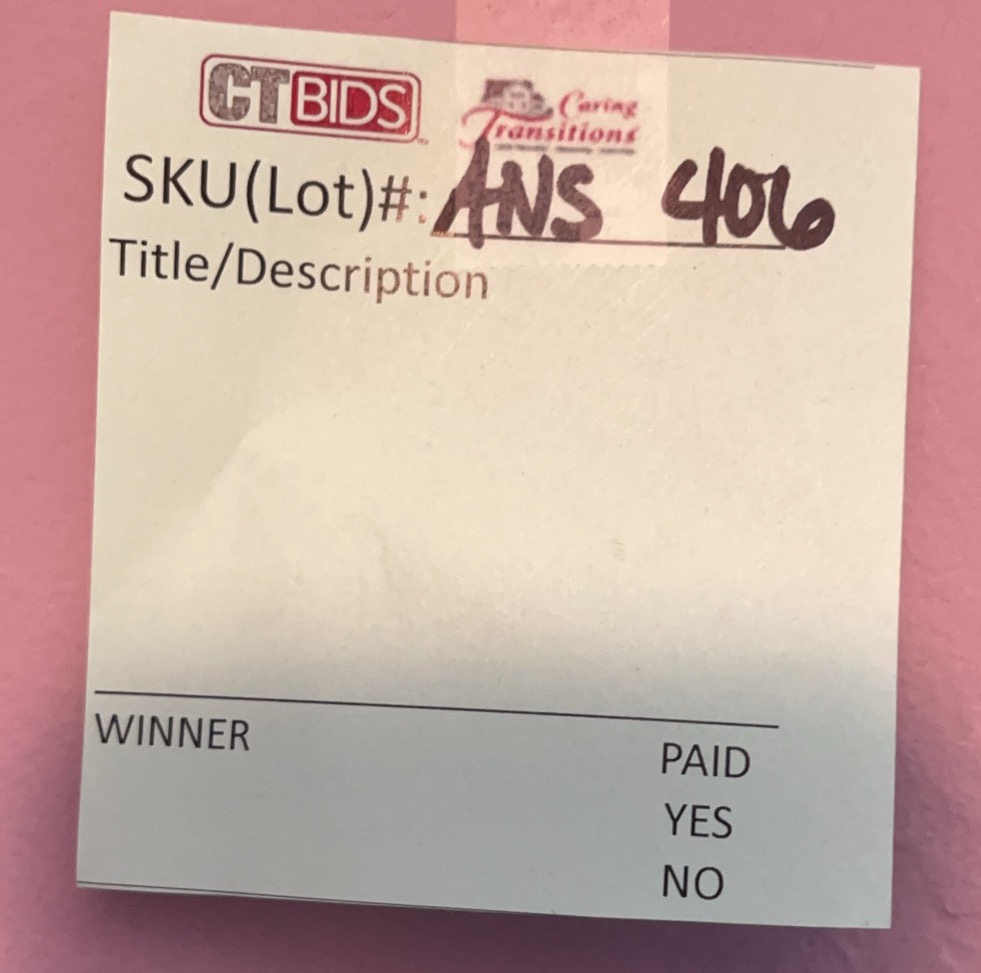 CTBIDS
Caring
Transitions
SKU(Lot)#: ANS 406
Title/Description
WINNER
PAID
YES
NO